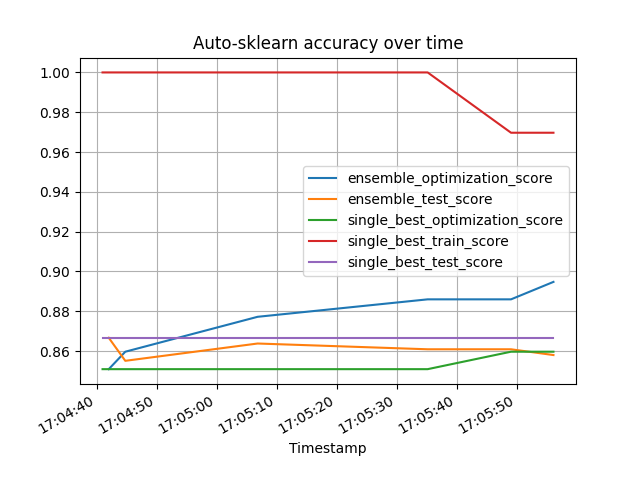 Auto-sklearn accuracy over time
1.00
0.98
0.96
0.94
0.92
0.90
0.88
0.86
ensemble_optimization_score
ensemble_test_score
single_best_optimization_score
single_best_train_score
single_best_test_score
17:04:40
17:04:50
17:05:00
17:05:10
17:05:20
17:05:30
17:05:40
17:05:50
Timestamp